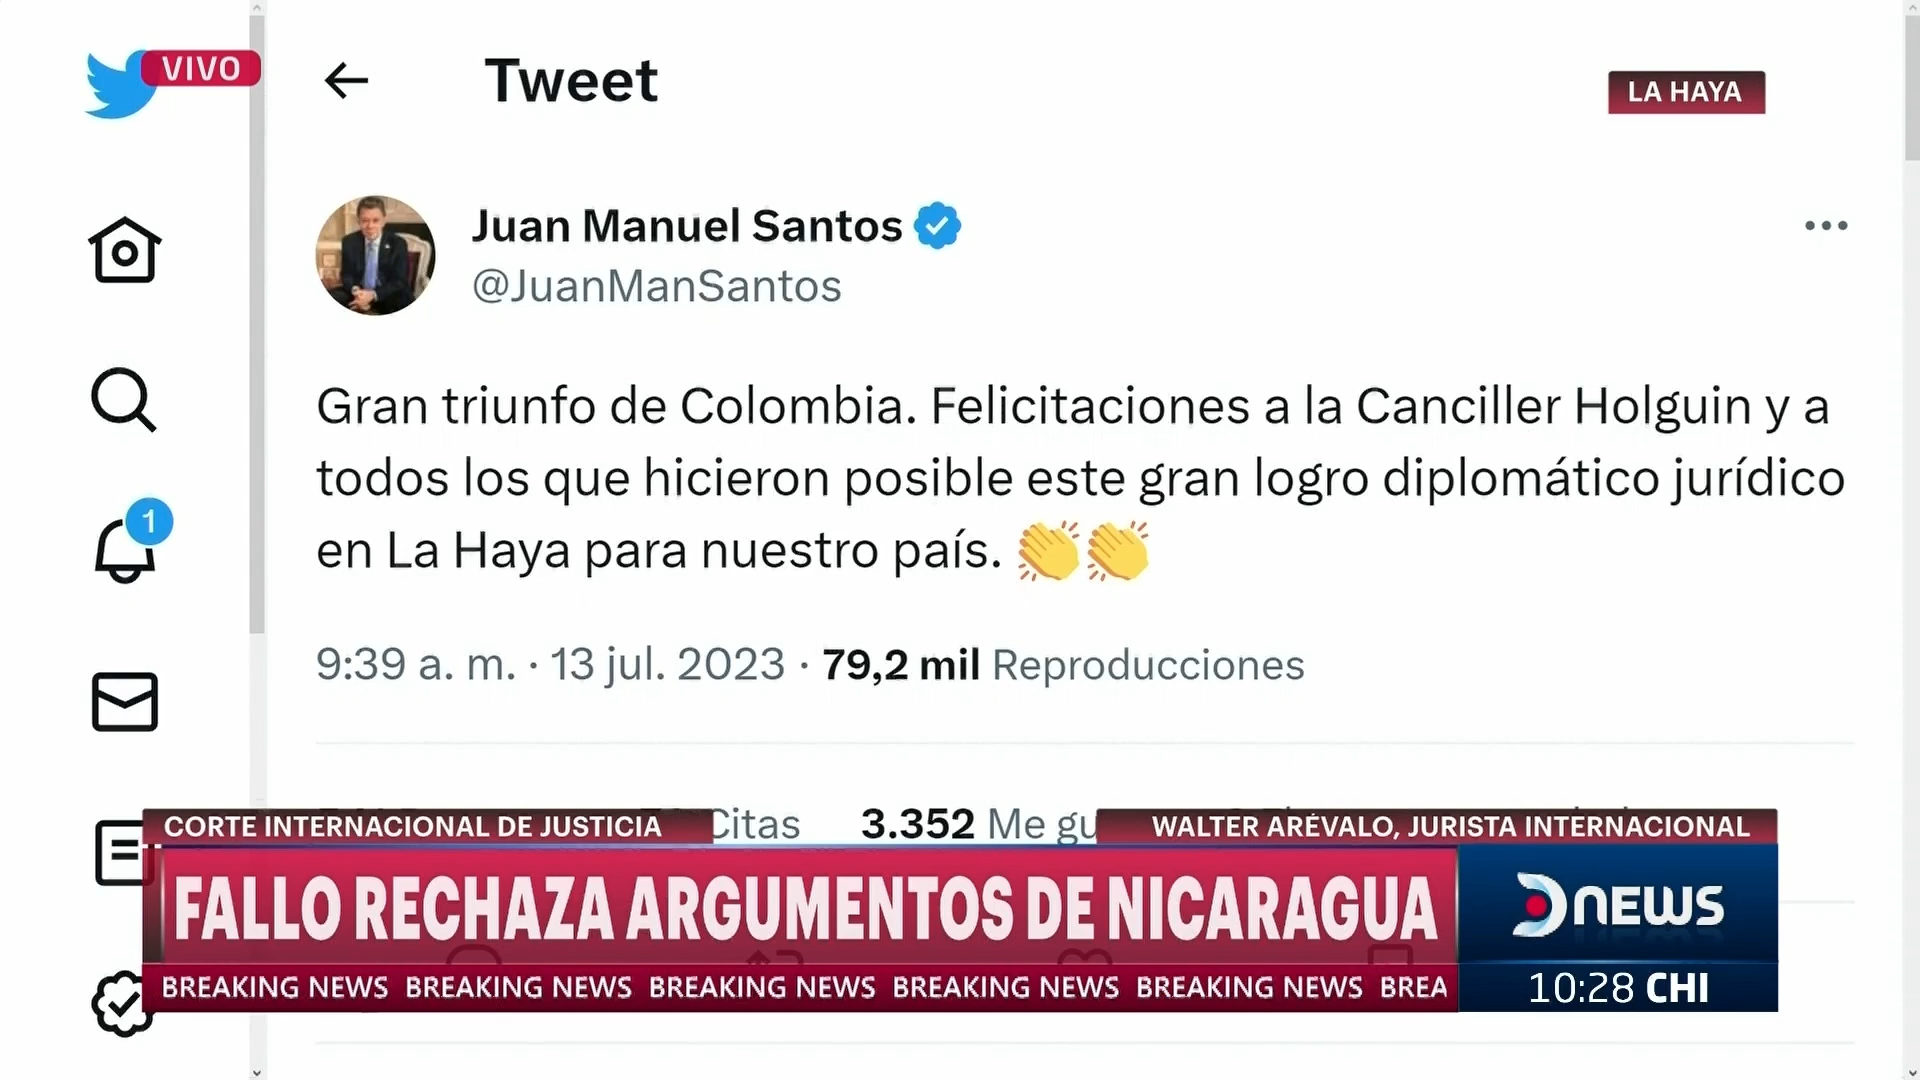 VIVO
Tweet
LA HAYA
Juan Manuel Santos
@JuanManSantos
Gran triunfo de Colombia. Felicitaciones a la Canciller Holguin y a
todos los que hicieron posible este gran logro diplomático jurídico
en La Haya para nuestro país. 👏👏
1
9:39 a. m. · 13 jul. 2023 · 79,2 mil Reproducciones
Citas 3.352 Me gu
CORTE INTERNACIONAL DE JUSTICIA
WALTER ARÉVALO, JURISTA INTERNACIONAL
FALLO RECHAZA ARGUMENTOS DE NICARAGUA
D NEWS
BREAKING NEWS BREAKING NEWS BREAKING NEWS BREAKING NEWS BREAKING NEWS BREA
10:28 CHI